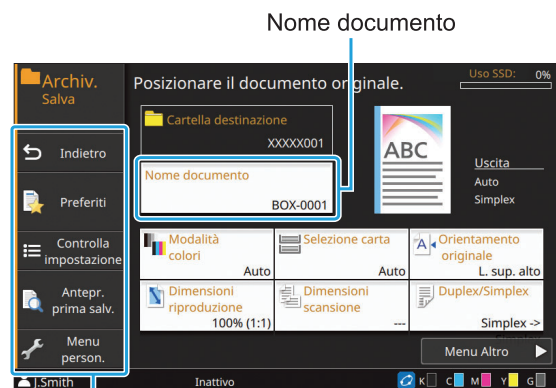 Nome documento
Archiv.
Salva
Posizionare il documento originale.
Uso SSD: 0%
Cartella destinazione
XXXXX001
Nome documento
BOX-0001
ABC
Uscita
Auto
Simplex
Indietro
Preferiti
Controlla
impostazione
Antepr.
prima salv.
Menu
person.
Modalità
colori
Auto
Selezione carta
Auto
A
Orientamento
originale
L. sup. alto
Dimensioni
riproduzione
100% (1:1)
Dimensioni
scansione
---
Duplex/Simplex
Simplex ->
Menu Altro
J.Smith
Inattivo
K C M Y G